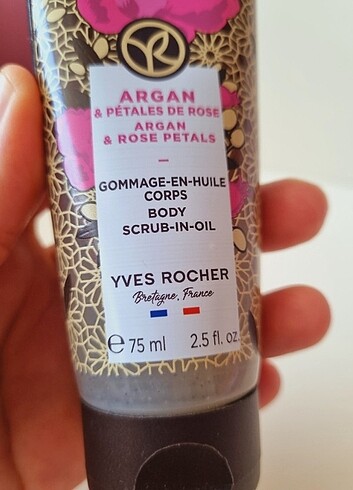 ARGAN
& PÉTALES DE ROSE
ARGAN
& ROSE PETALS
GOMMAGE-EN-HUILE
CORPS
BODY
SCRUB-IN-OIL
YVES ROCHER
Bretagne, France
℮ 75 ml 2.5 fl. oz.